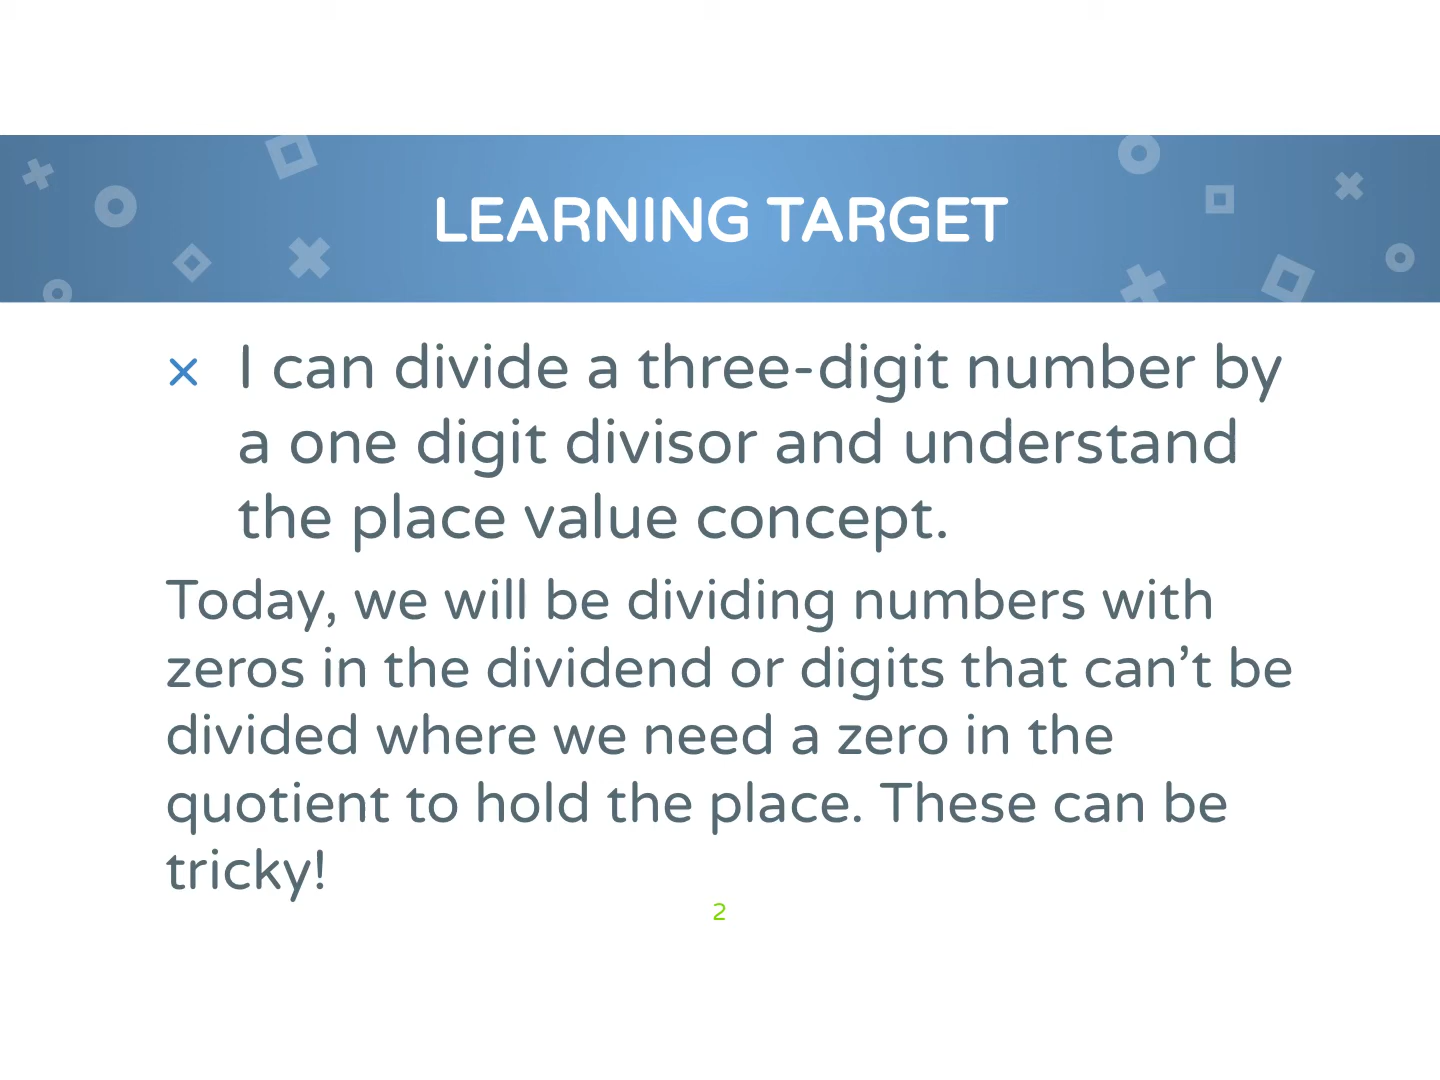 LEARNING TARGET
× I can divide a three-digit number by
a one digit divisor and understand
the place value concept.
Today, we will be dividing numbers with
zeros in the dividend or digits that can’t be
divided where we need a zero in the
quotient to hold the place. These can be
tricky!
2